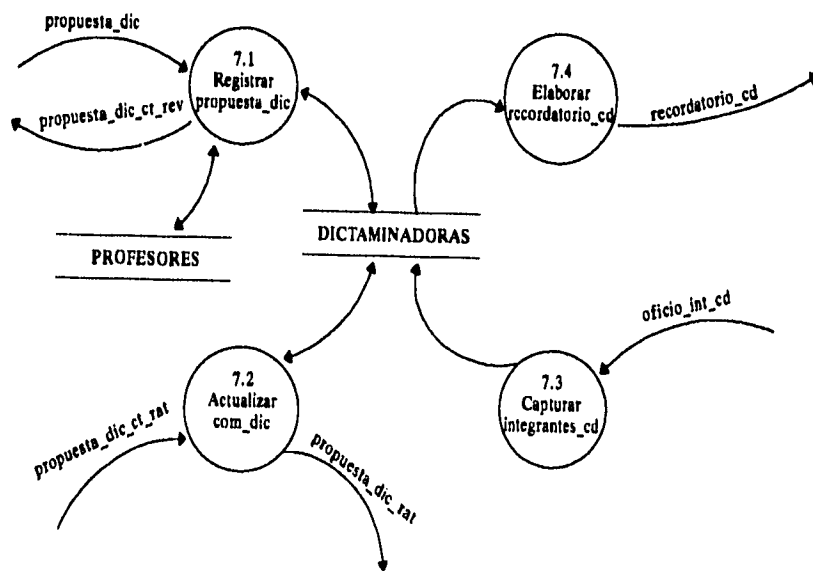 propuesta_dic
7.1
Registrar
propuesta_dic
propuesta_dic_ct_rev
7.4
Elaborar
rccordatorio_cd
recordatorio_cd
PROFESORES
DICTAMINADORAS
oficio_int_cd
7.2
Actualizar
com_dic
7.3
Capturar
integrantes_cd
propuesta_dic_ct_rat
propuesta_dic_rat